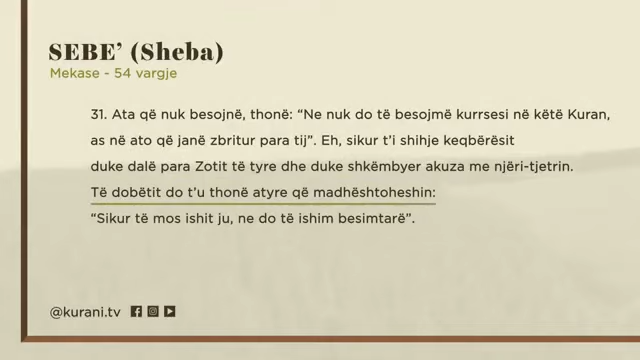 SEBE’ (Sheba)
Mekase - 54 vargje
31. Ata që nuk besojnë, thonë: “Ne nuk do të besojmë kurrsesi në këtë Kuran,
as në ato që janë zbritur para tij”. Eh, sikur t’i shihje keqbërësit
duke dalë para Zotit të tyre dhe duke shkëmbyer akuza me njëri-tjetrin.
Të dobëtit do t’u thonë atyre që madhështoheshin:
“Sikur të mos ishit ju, ne do të ishim besimtarë”.
@kurani.tv